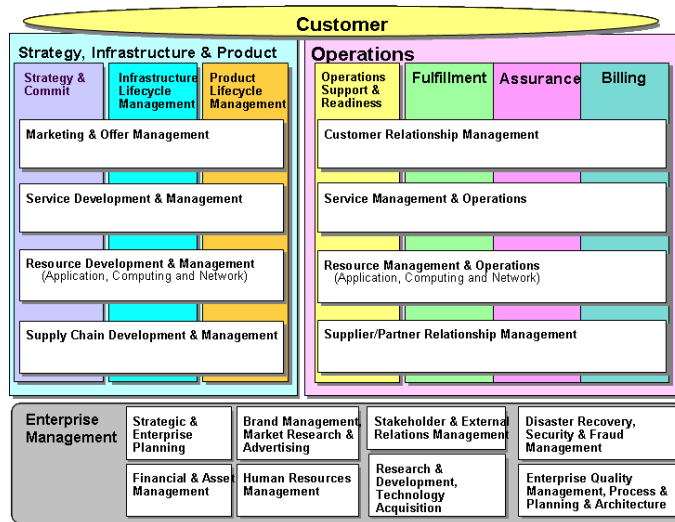 Customer
Strategy, Infrastructure & Product
Strategy &
Commit
Infrastructure
Lifecycle
Management
Product
Lifecycle
Management
Marketing & Offer Management
Service Development & Management
Resource Development & Management
(Application, Computing and Network)
Supply Chain Development & Management
Operations
Operations
Support &
Readiness
Fulfillment
Assurance
Billing
Customer Relationship Management
Service Management & Operations
Resource Management & Operations
(Application, Computing and Network)
Supplier/Partner Relationship Management
Enterprise
Management
Strategic &
Enterprise
Planning
Brand Management,
Market Research &
Advertising
Stakeholder & External
Relations Management
Disaster Recovery,
Security & Fraud
Management
Financial & Asset
Management
Human Resources
Management
Research &
Development,
Technology
Acquisition
Enterprise Quality
Management, Process &
Planning & Architecture